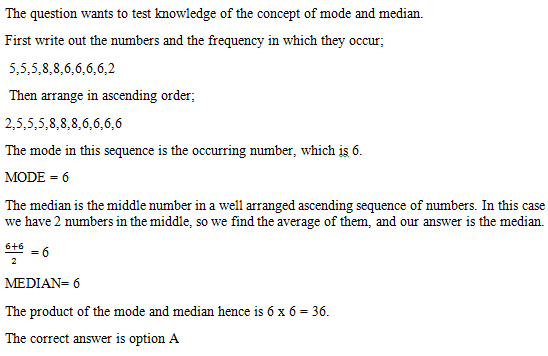 The question wants to test knowledge of the concept of mode and median.
First write out the numbers and the frequency in which they occur;
5,5,5,8,8,6,6,6,6,2
Then arrange in ascending order;
2,5,5,5,8,8,8,6,6,6,6
The mode in this sequence is the occurring number, which is 6.
MODE = 6
The median is the middle number in a well arranged ascending sequence of numbers. In this case
we have 2 numbers in the middle, so we find the average of them, and our answer is the median.
6+6/2 = 6
MEDIAN= 6
The product of the mode and median hence is 6 x 6 = 36.
The correct answer is option A